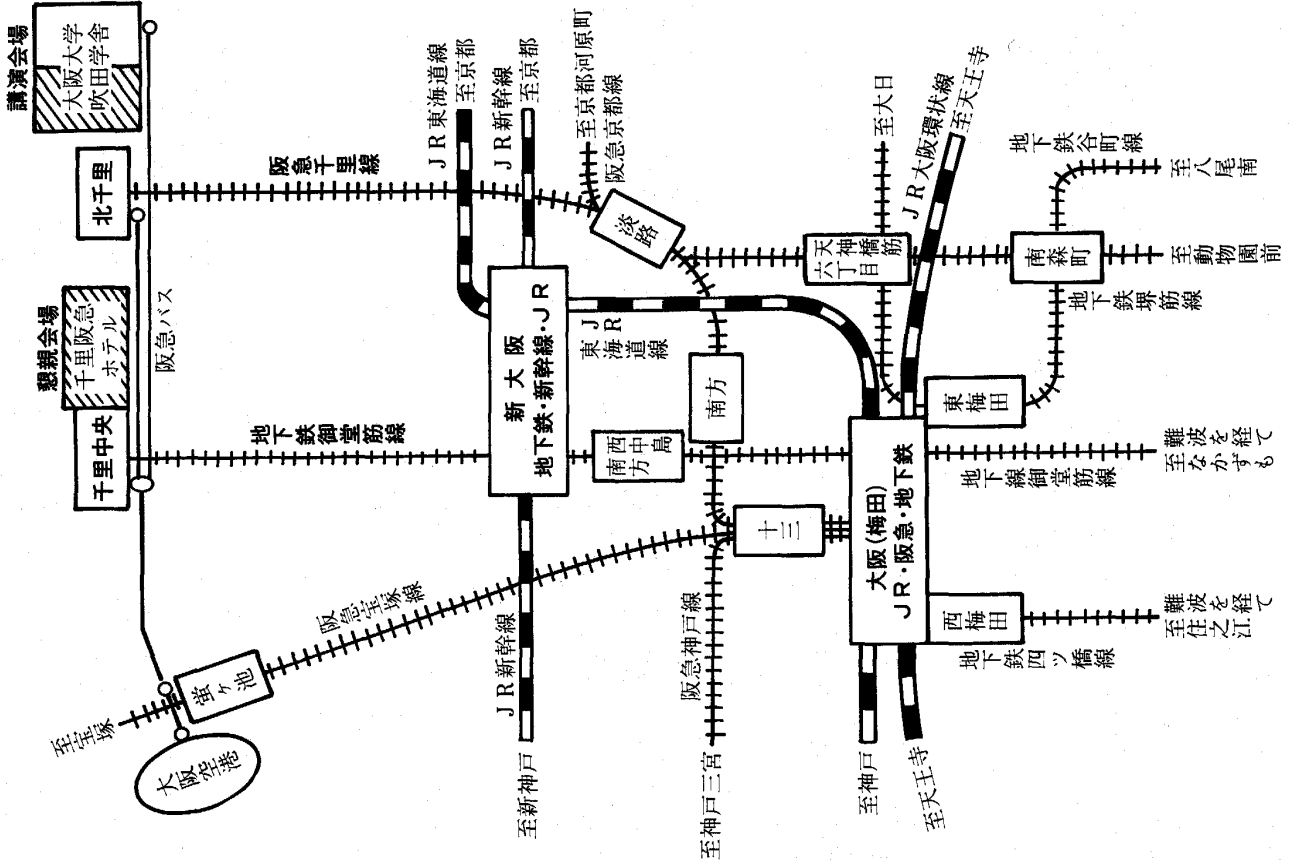 講演会場
大阪大学
吹田学舎
北千里
懇親会場
千里阪急
ホテル
千里中央
阪急バス
至宝塚
蛍ヶ池
大阪空港
阪急千里線
地下鉄御堂筋線
阪急宝塚線
JR東海道線
至京都
JR新幹線
至京都
至京都河原町
阪急京都線
新大阪
地下鉄・新幹線・JR
JR新幹線
至新神戸
淡路
JR
東海道線
西中島
南方
南方
十三
阪急神戸線
至神戸三宮
至大日
JR大阪環状線
至天王寺
天神橋筋
六丁目
地下鉄谷町線
至八尾南
南森町
至動物園前
地下鉄堺筋線
東梅田
大阪(梅田)
JR・阪急・地下鉄
西梅田
地下線御堂筋線
難波を経て
至なかずも
難波を経て
至住之江
地下鉄四ツ橋線
至神戸
至天王寺